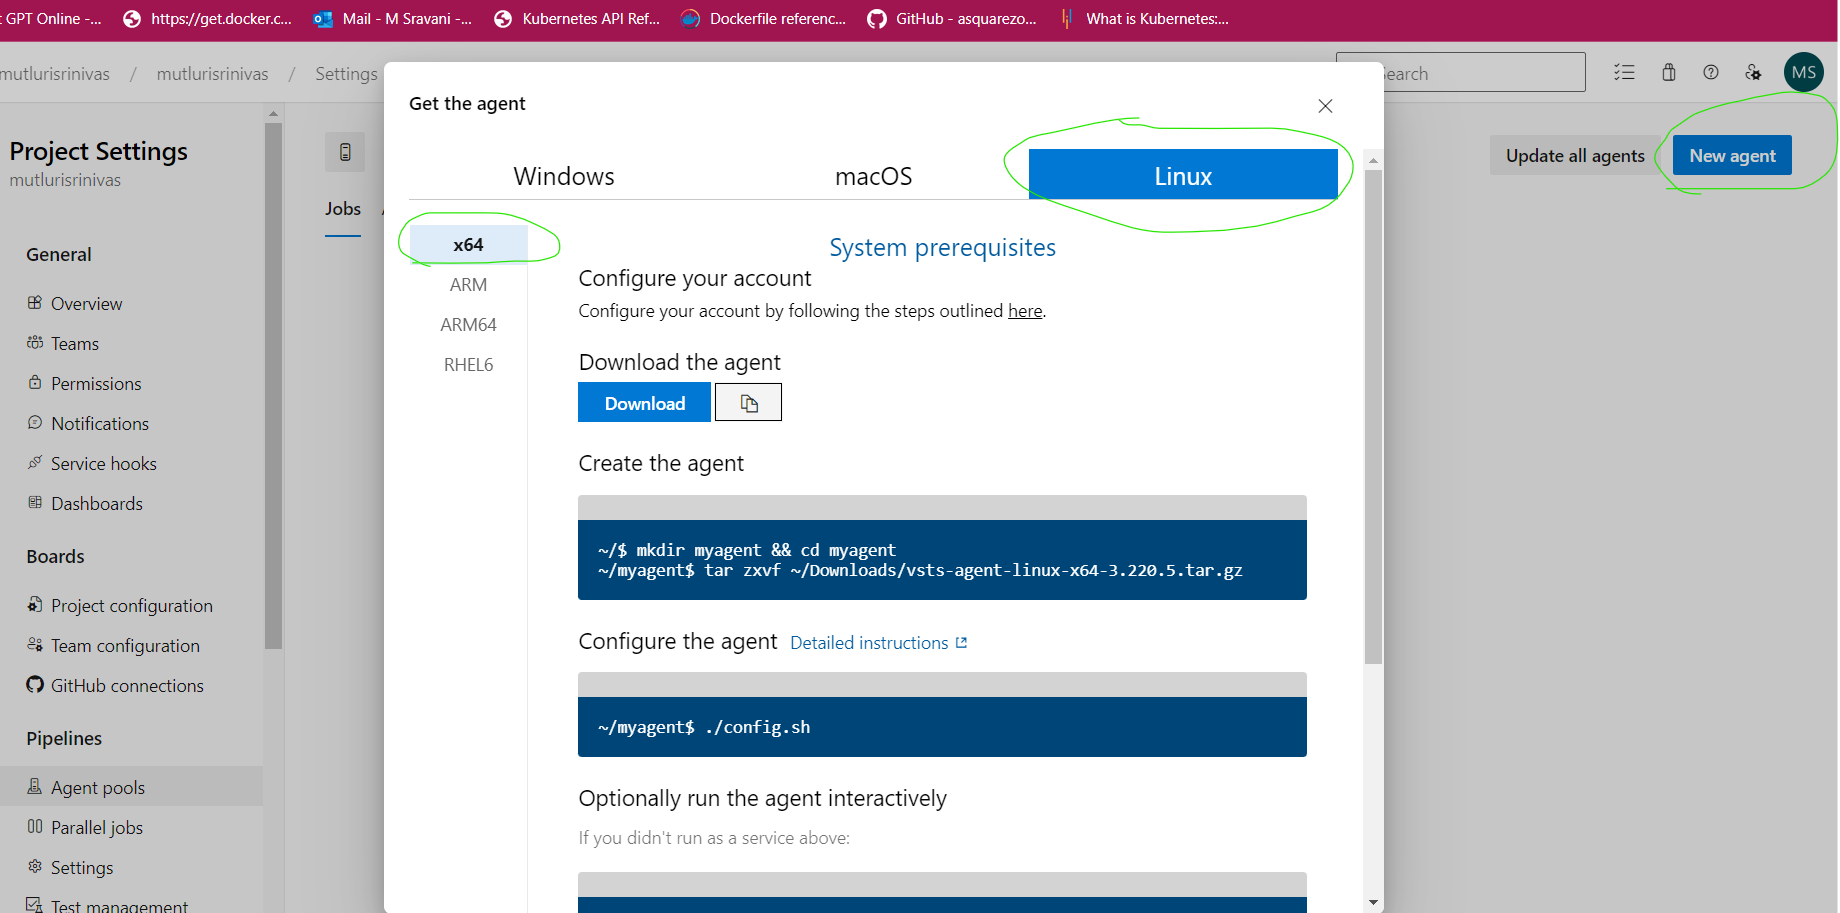 GPT Online -...
https://get.docker.c...
Mail - M Sravani -...
Kubernetes API Ref...
Dockerfile referenc...
GitHub - asquarezo...
What is Kubernetes:...
mutlurisrinivas / mutlurisrinivas / Settings
earch
MS
Project Settings
mutlurisrinivas
General
Overview
Teams
Permissions
Notifications
Service hooks
Dashboards
Boards
Project configuration
Team configuration
GitHub connections
Pipelines
Agent pools
Parallel jobs
Settings
Test management
Jobs
Update all agents
New agent
Get the agent
Windows
macOS
Linux
x64
ARM
ARM64
RHEL6
System prerequisites
Configure your account
Configure your account by following the steps outlined here.
Download the agent
Download
Create the agent
~/$ mkdir myagent && cd myagent
~/myagent$ tar zxvf ~/Downloads/vsts-agent-linux-x64-3.220.5.tar.gz
Configure the agent Detailed instructions
~/myagent$ ./config.sh
Optionally run the agent interactively
If you didn't run as a service above: